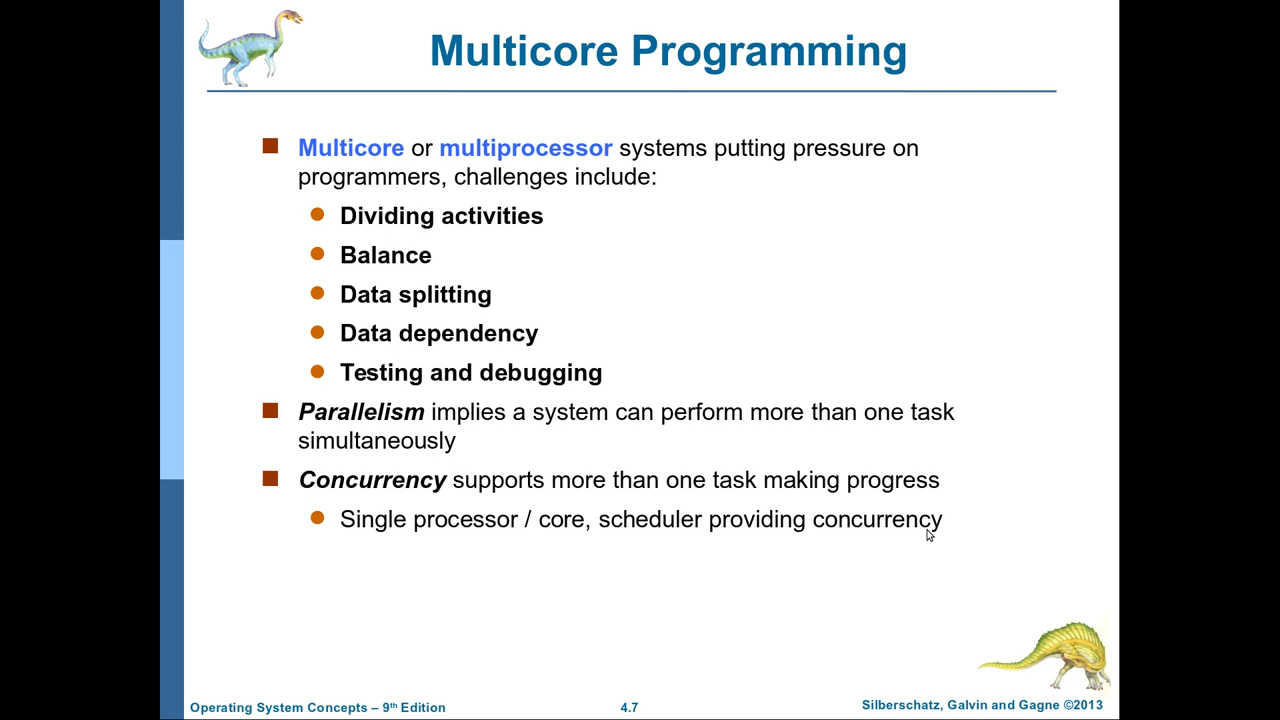 Multicore Programming
Multicore or multiprocessor systems putting pressure on
programmers, challenges include:
Dividing activities
Balance
Data splitting
Data dependency
Testing and debugging
Parallelism implies a system can perform more than one task
simultaneously
Concurrency supports more than one task making progress
Single processor / core, scheduler providing concurrency
Operating System Concepts – 9th Edition
4.7
Silberschatz, Galvin and Gagne ©2013